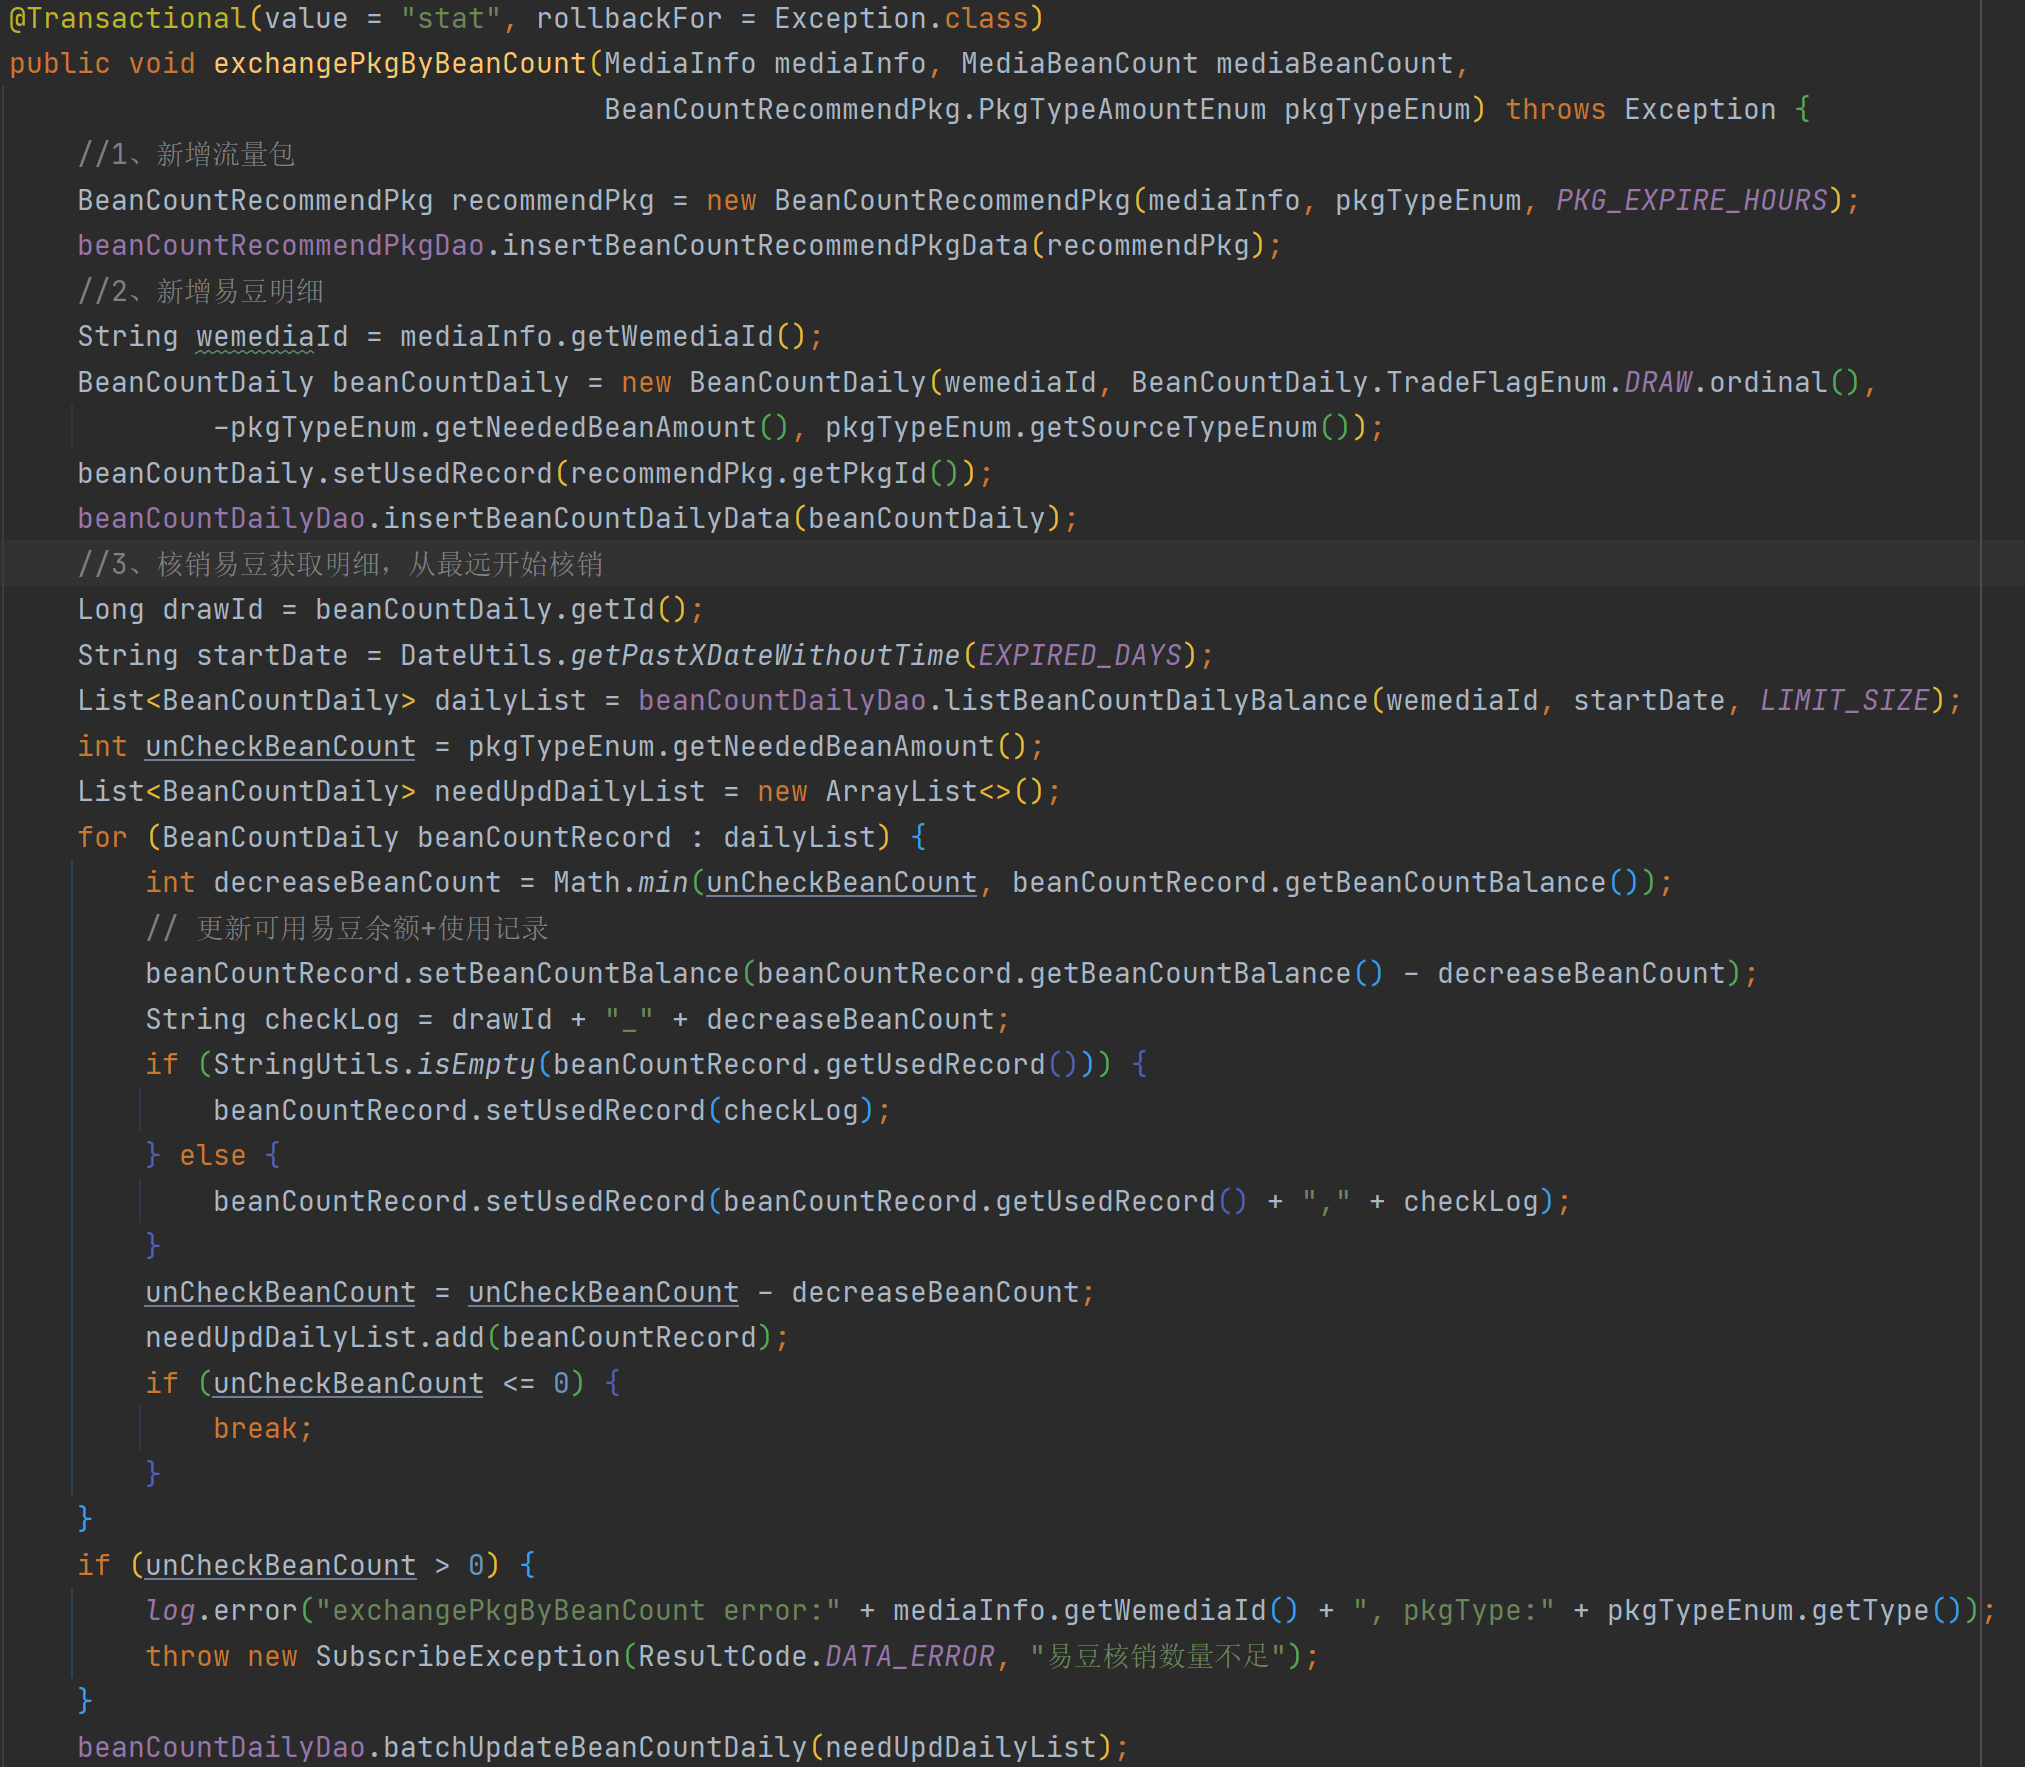 @Transactional(value = "stat", rollbackFor = Exception.class)
public void exchangePkgByBeanCount(MediaInfo mediaInfo, MediaBeanCount mediaBeanCount,
BeanCountRecommendPkg.PkgTypeAmountEnum pkgTypeEnum) throws Exception {
//1、新增流量包
BeanCountRecommendPkg recommendPkg = new BeanCountRecommendPkg(mediaInfo, pkgTypeEnum, PKG_EXPIRE_HOURS);
beanCountRecommendPkgDao.insertBeanCountRecommendPkgData(recommendPkg);
//2、新增易豆明细
String wemediaId = mediaInfo.getWemediaId();
BeanCountDaily beanCountDaily = new BeanCountDaily(wemediaId, BeanCountDaily.TradeFlagEnum.DRAW.ordinal(),
-pkgTypeEnum.getNeededBeanAmount(), pkgTypeEnum.getSourceTypeEnum());
beanCountDaily.setUsedRecord(recommendPkg.getPkgId());
beanCountDailyDao.insertBeanCountDailyData(beanCountDaily);
//3、核销易豆获取明细，从最远开始核销
Long drawId = beanCountDaily.getId();
String startDate = DateUtils.getPastXDateWithoutTime(EXPIRED_DAYS);
List<BeanCountDaily> dailyList = beanCountDailyDao.listBeanCountDailyBalance(wemediaId, startDate, LIMIT_SIZE);
int unCheckBeanCount = pkgTypeEnum.getNeededBeanAmount();
List<BeanCountDaily> needUpdDailyList = new ArrayList<>();
for (BeanCountDaily beanCountRecord : dailyList) {
int decreaseBeanCount = Math.min(unCheckBeanCount, beanCountRecord.getBeanCountBalance());
// 更新可用易豆余额+使用记录
beanCountRecord.setBeanCountBalance(beanCountRecord.getBeanCountBalance() - decreaseBeanCount);
String checkLog = drawId + "_" + decreaseBeanCount;
if (StringUtils.isEmpty(beanCountRecord.getUsedRecord())) {
beanCountRecord.setUsedRecord(checkLog);
} else {
beanCountRecord.setUsedRecord(beanCountRecord.getUsedRecord() + "," + checkLog);
}
unCheckBeanCount = unCheckBeanCount - decreaseBeanCount;
needUpdDailyList.add(beanCountRecord);
if (unCheckBeanCount <= 0) {
break;
}
}
if (unCheckBeanCount > 0) {
log.error("exchangePkgByBeanCount error:" + mediaInfo.getWemediaId() + ", pkgType:" + pkgTypeEnum.getType());
throw new SubscribeException(ResultCode.DATA_ERROR, "易豆核销数量不足");
}
beanCountDailyDao.batchUpdateBeanCountDaily(needUpdDailyList);